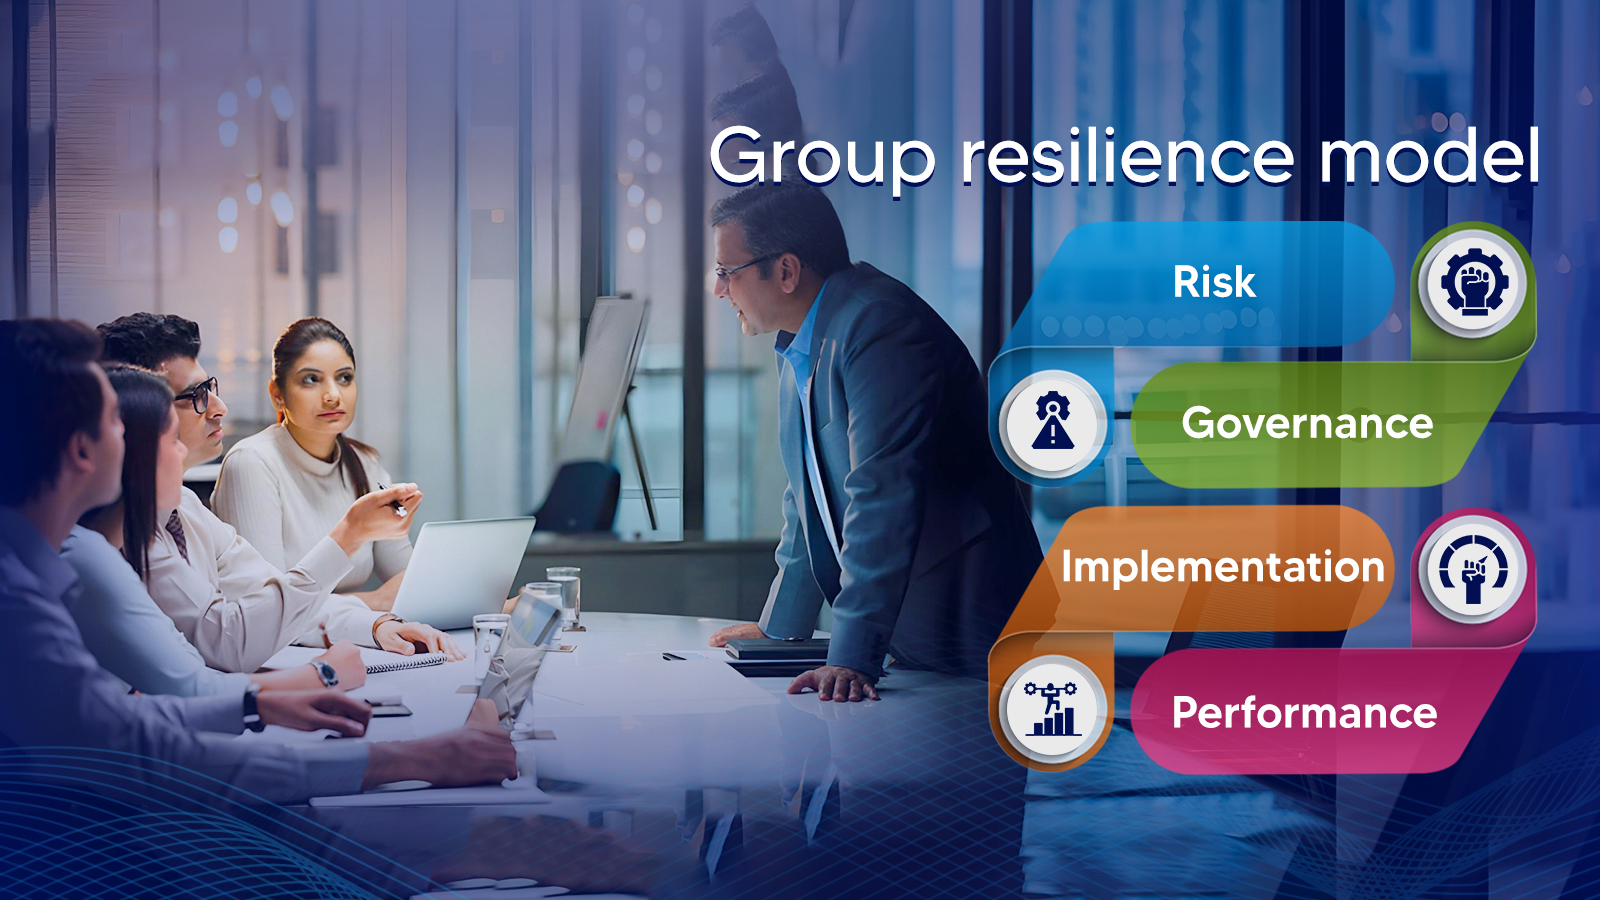 Group resilience model
Risk
Governance
Implementation
Performance